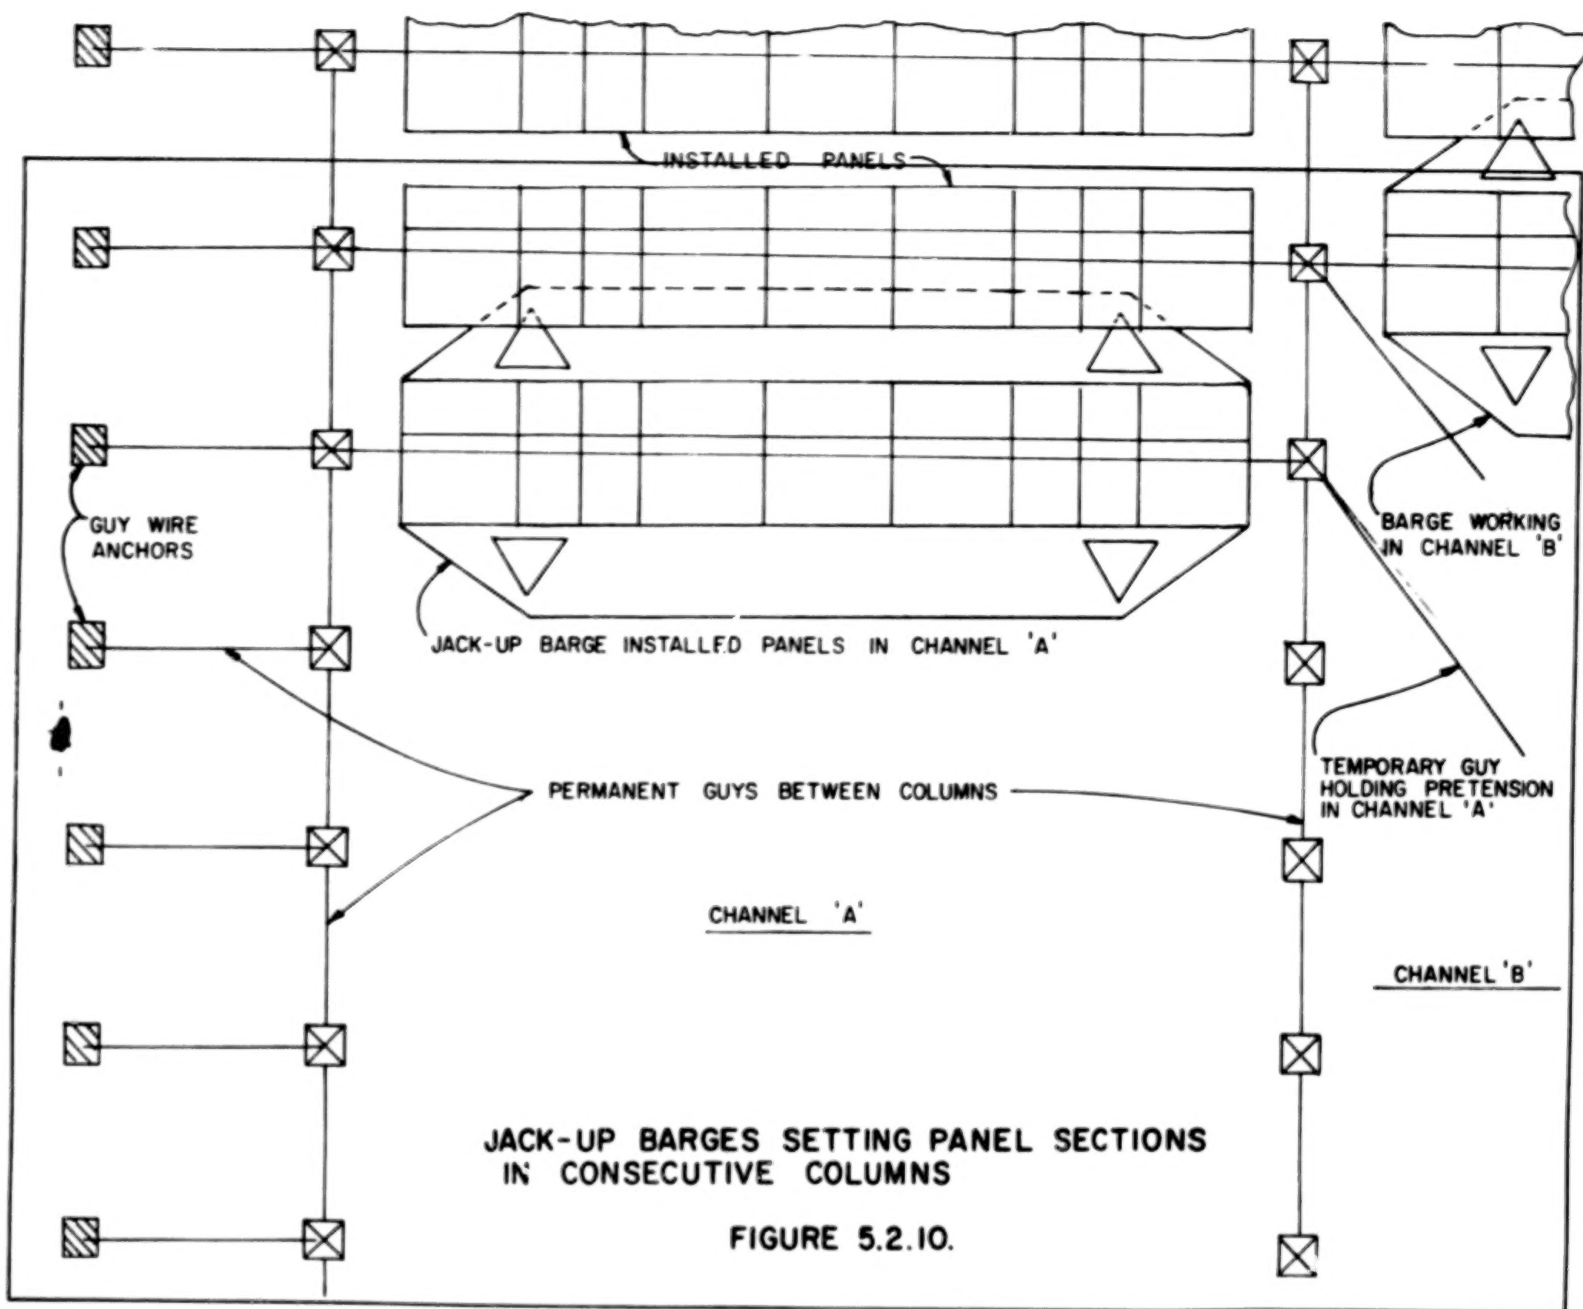 INSTALLED PANELS
GUY WIRE
ANCHORS
BARGE WORKING
IN CHANNEL 'B'
JACK-UP BARGE INSTALLED PANELS IN CHANNEL 'A'
TEMPORARY GUY
HOLDING PRETENSION
IN CHANNEL 'A'
PERMANENT GUYS BETWEEN COLUMNS
CHANNEL 'A'
CHANNEL 'B'
JACK-UP BARGES SETTING PANEL SECTIONS
IN CONSECUTIVE COLUMNS
FIGURE 5.2.10.